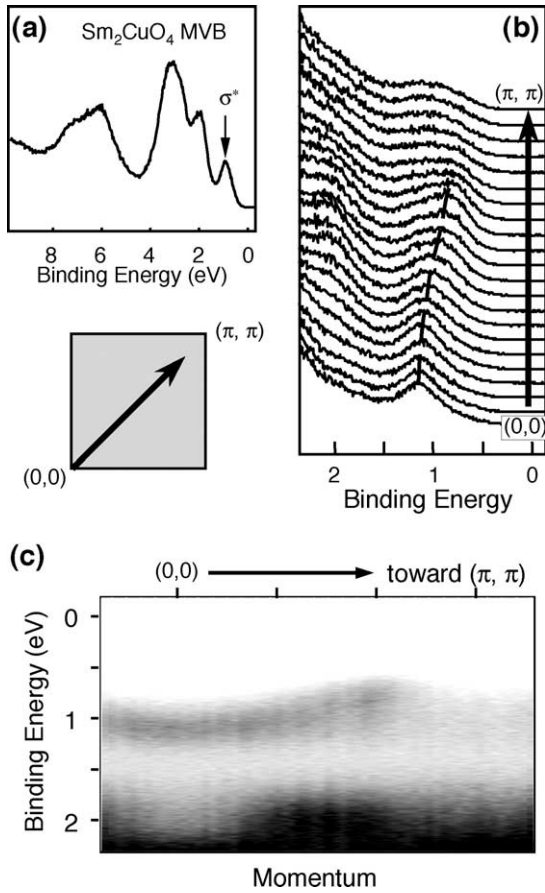 (a)
Sm₂CuO₄ MVB
σ*
8 6 4 2 0
Binding Energy (eV)
(π, π)
(0,0)
(b)
(π, π)
(0,0)
2 1 0
Binding Energy
(c)
(0,0) toward (π, π)
0
1
2
Binding Energy (eV)
Momentum